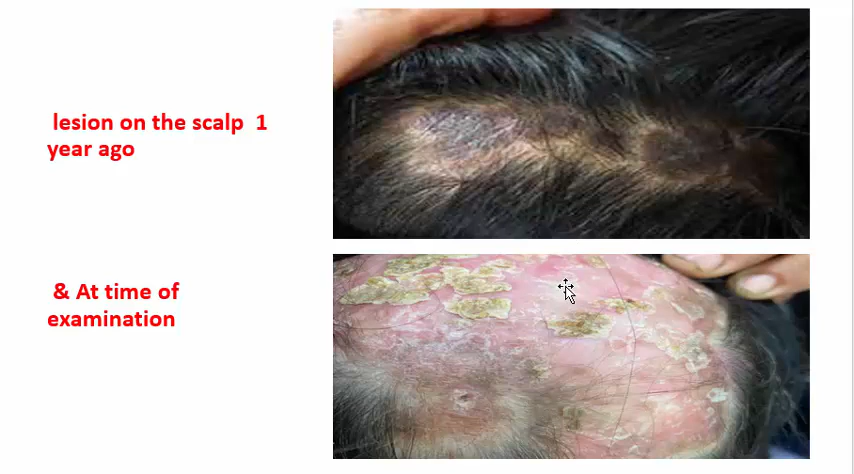 lesion on the scalp 1
year ago
& At time of
examination